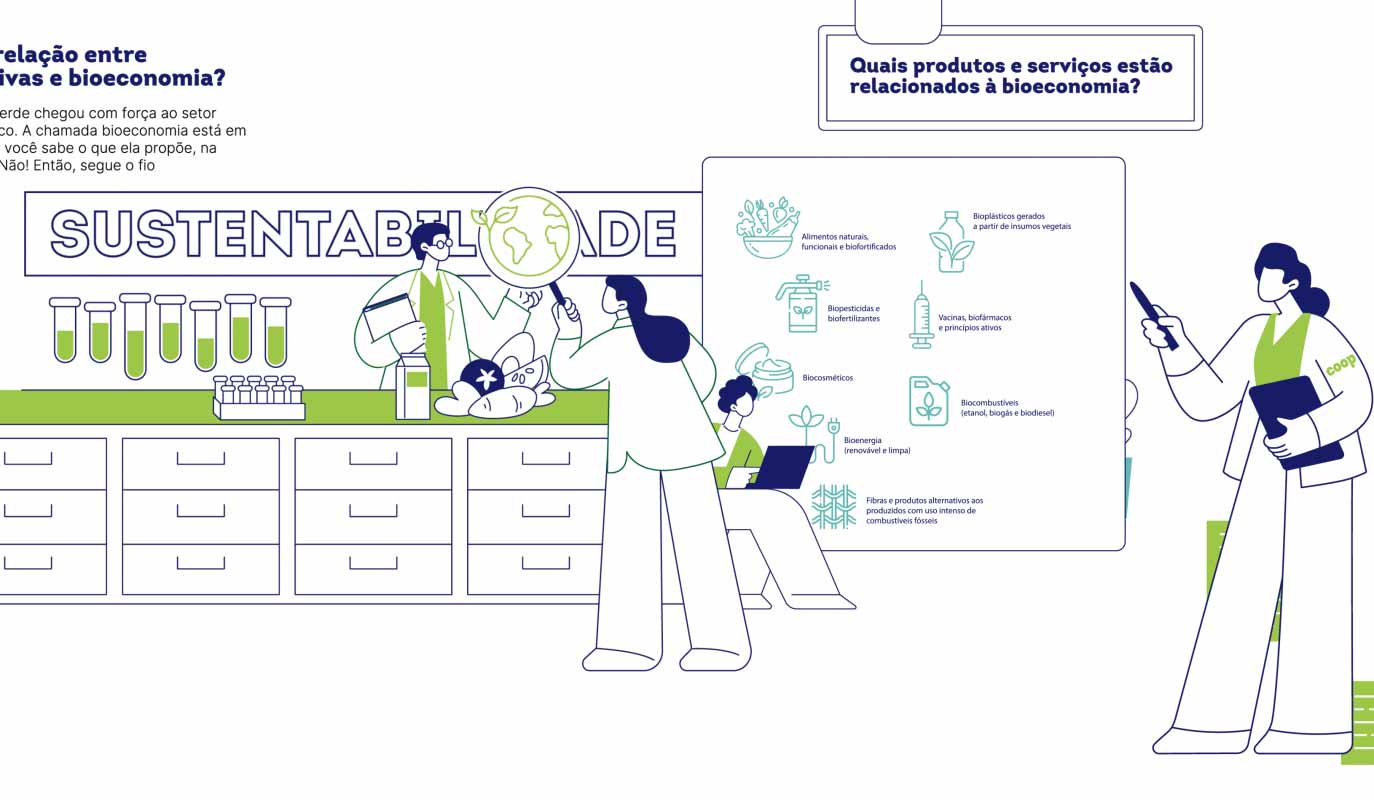 relação entre
ivas e bioeconomia?
erde chegou com força ao setor
co. A chamada bioeconomia está em
você sabe o que ela propõe, na
Não! Então, segue o fio
SUSTENTABIL ADE
Quais produtos e serviços estão
relacionados à bioeconomia?
Alimentos naturais,
funcionais e biofortificados
Bioplásticos gerados
a partir de insumos vegetais
Biopesticidas e
biofertilizantes
Vacinas, biofármacos
e princípios ativos
Biocosméticos
Biocombustíveis
(etanol, biogás e biodiesel)
Bioenergia
(renovável e limpa)
Fibras e produtos alternativos aos
produzidos com uso intenso de
combustíveis fósseis
coop